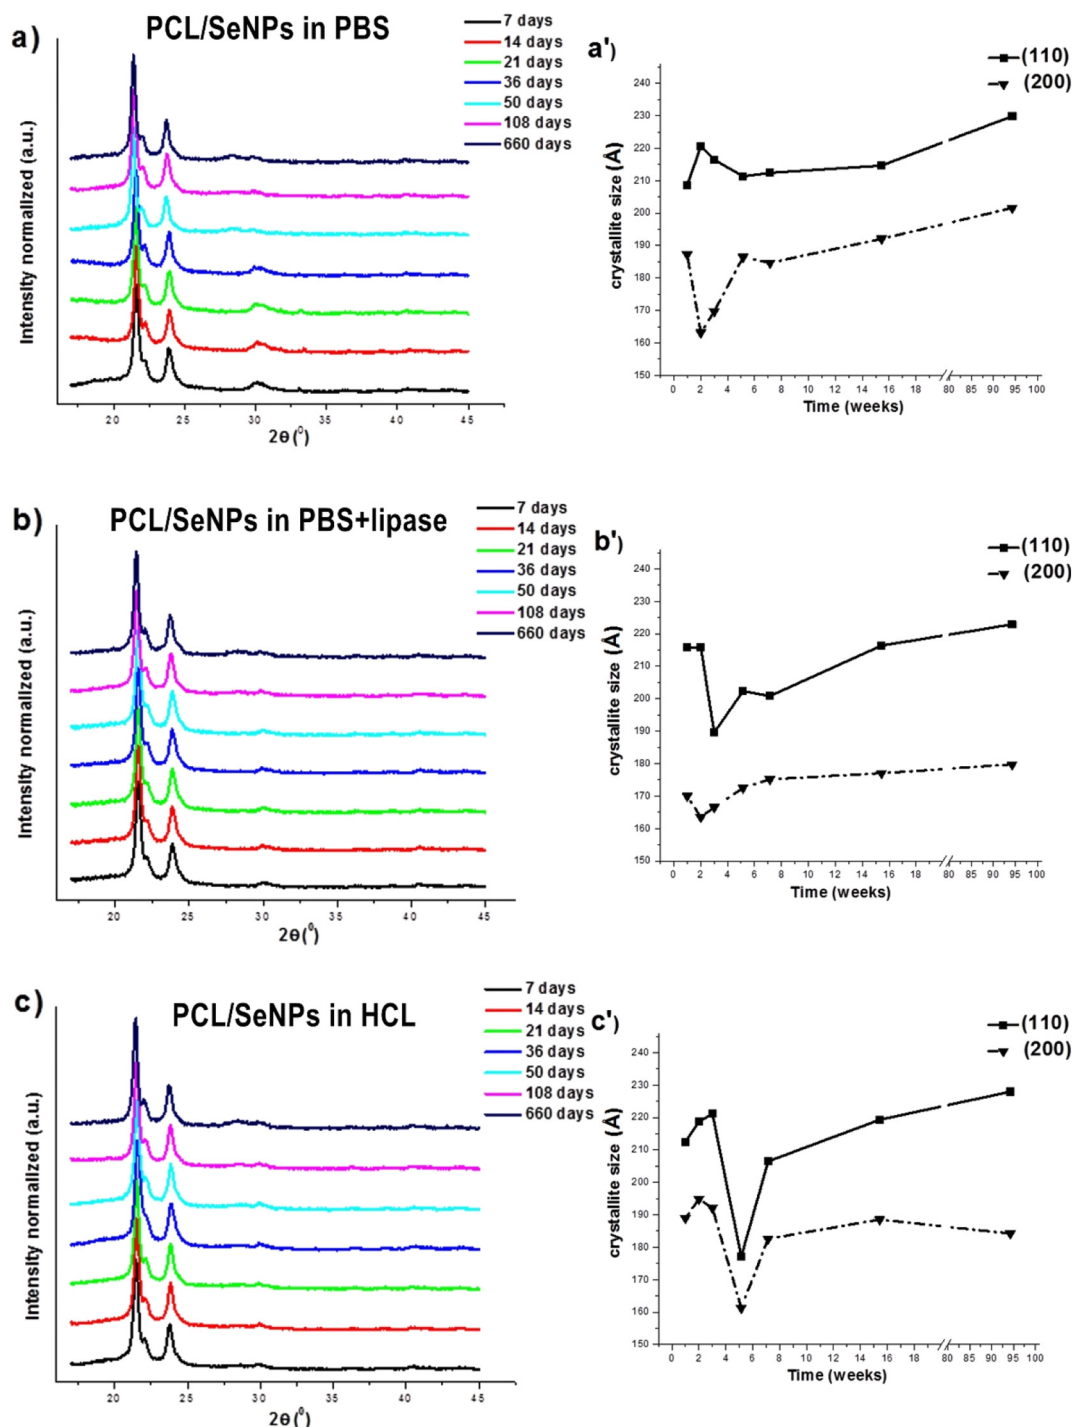 a)
PCL/SeNPs in PBS
7 days
14 days
21 days
36 days
50 days
108 days
660 days
Intensity normalized (a.u.)
20 25 30 35 40 45
2θ (⁰)
a')
(110)
(200)
crystallite size (Å)
240
230
220
210
200
190
180
170
160
150
0 2 4 6 8 10 12 14 16 18 20 80 85 90 95 100
Time (weeks)
b)
PCL/SeNPs in PBS+lipase
7 days
14 days
21 days
36 days
50 days
108 days
660 days
Intensity normalized (a.u.)
20 25 30 35 40 45
2θ (⁰)
b')
(110)
(200)
crystallite size (Å)
240
230
220
210
200
190
180
170
160
150
0 2 4 6 8 10 12 14 16 18 20 80 85 90 95 100
Time (weeks)
c)
PCL/SeNPs in HCL
7 days
14 days
21 days
36 days
50 days
108 days
660 days
Intensity normalized (a.u.)
20 25 30 35 40 45
2θ (⁰)
c')
(110)
(200)
crystallite size (Å)
240
230
220
210
200
190
180
170
160
150
0 2 4 6 8 10 12 14 16 18 20 80 85 90 95 100
Time (weeks)